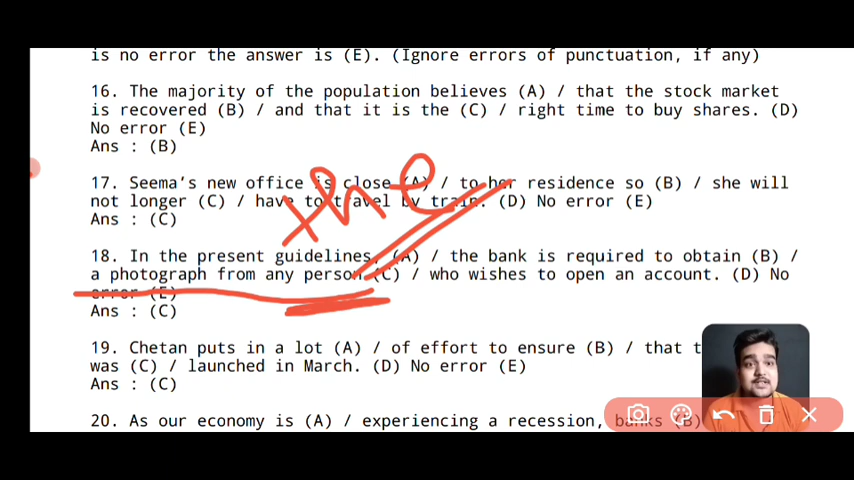 is no error the answer is (E). (Ignore errors of punctuation, if any)
16. The majority of the population believes (A) / that the stock market
is recovered (B) / and that it is the (C) / right time to buy shares. (D)
No error (E)
Ans : (B)
the
17. Seema's new office is close (A) / to her residence so (B) / she will
not longer (C) / have to travel by train. (D) No error (E)
Ans : (C)
18. In the present guidelines, (A) / the bank is required to obtain (B) /
a photograph from any person (C) / who wishes to open an account. (D) No
error (E)
Ans : (C)
19. Chetan puts in a lot (A) / of effort to ensure (B) / that
was (C) / launched in March. (D) No error (E)
Ans : (C)
20. As our economy is (A) / experiencing a recession, banks (B)